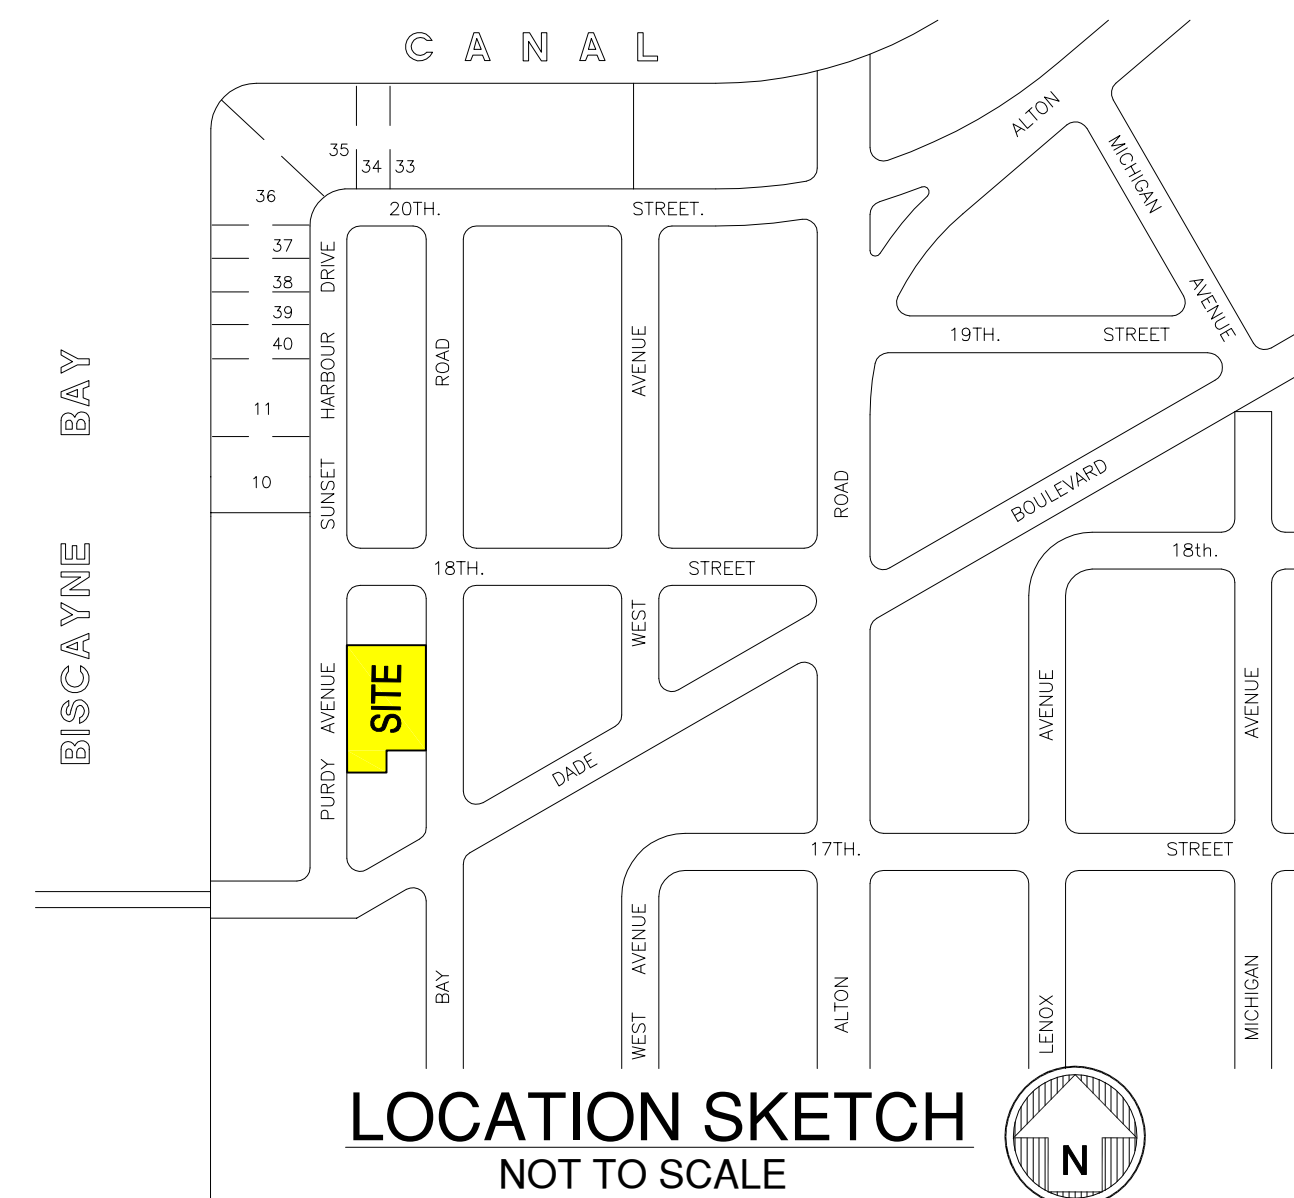 CANAL
ALTON
MICHIGAN
AVENUE
35
34
33
36
20TH. STREET.
37
38
39
40
11
10
SUNSET HARBOUR DRIVE
ROAD
AVENUE
19TH. STREET
ROAD
BOULEVARD
BISCAYNE BAY
18TH. STREET
18th.
WEST
SITE
PURDY AVENUE
DADE
AVENUE
AVENUE
17TH. STREET
BAY
WEST AVENUE
ALTON
LENOX
MICHIGAN
LOCATION SKETCH
NOT TO SCALE
N